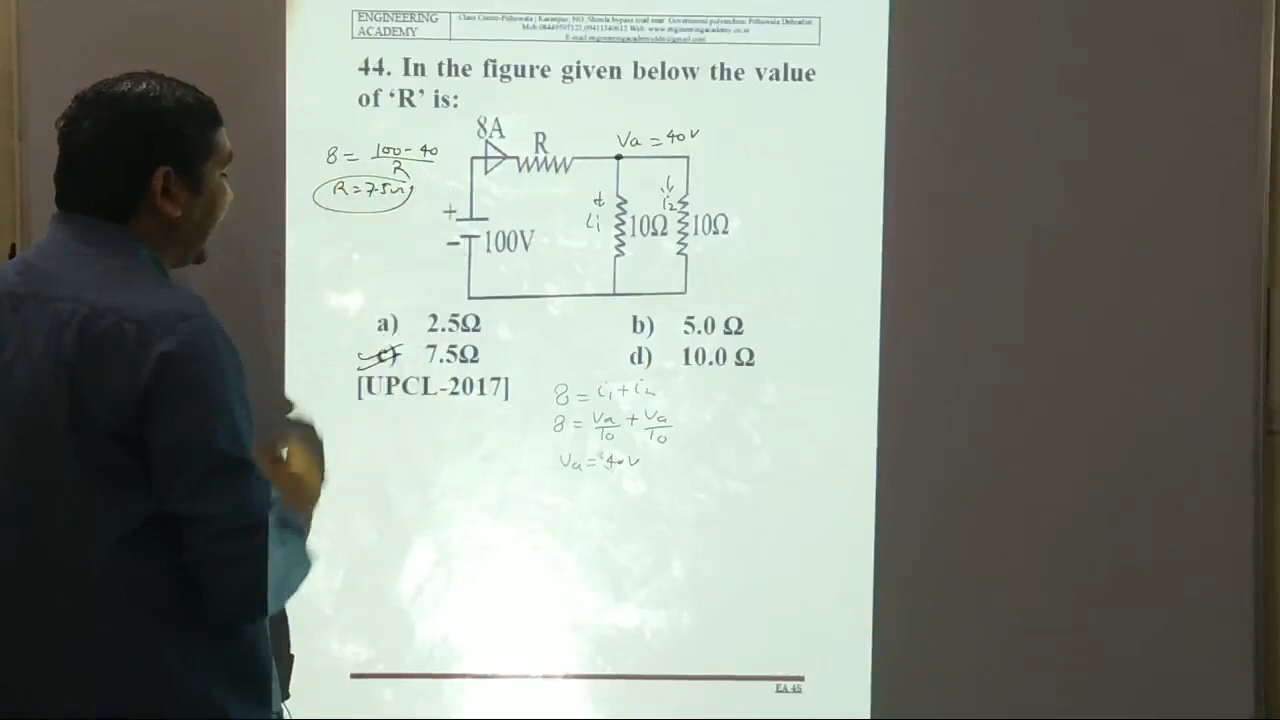 ENGINEERING
ACADEMY
44. In the figure given below the value
of ‘R’ is:
8A
R
Va = 40V
8 = 100-40
R
R = 7.5Ω
+
i1
i2
10Ω
10Ω
-
100V
a) 2.5Ω
b) 5.0 Ω
c) 7.5Ω
d) 10.0 Ω
[UPCL-2017]
8 = i1 + i2
8 = Va/10 + Va/10
Va = 40V
EA 45